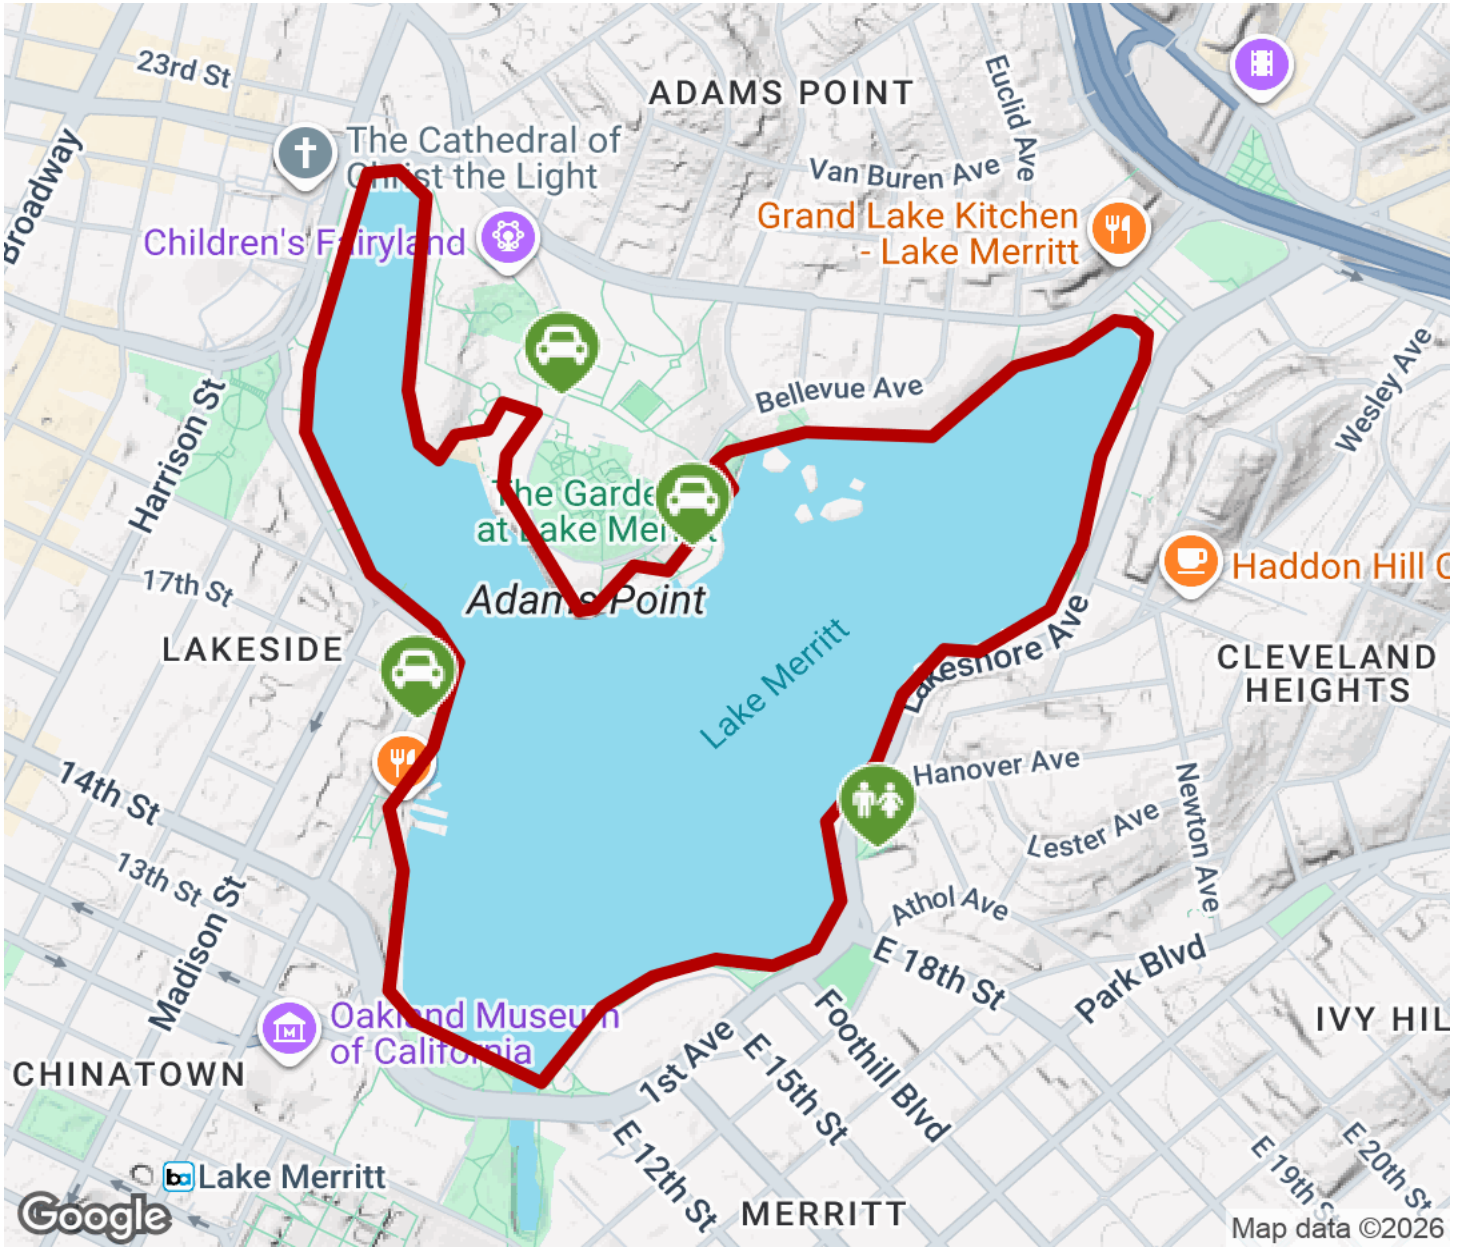 23rd St
ADAMS POINT
Euclid Ave
Broadway
The Cathedral of
Christ the Light
Van Buren Ave
Children's Fairyland
Grand Lake Kitchen
- Lake Merritt
Harrison St
Bellevue Ave
Wesley Ave
The Garde
at Lake Merritt
Haddon Hill C
17th St
Adams Point
LAKESIDE
Lake Merritt
Lakeshore Ave
CLEVELAND
HEIGHTS
14th St
Hanover Ave
Newton Ave
Lester Ave
13th St
Madison St
Athol Ave
E 18th St
Park Blvd
Oakland Museum
of California
M
IVY HIL
CHINATOWN
1st Ave
E 15th St
Foothill Blvd
E 12th St
E 19th St
E 20th St
ba Lake Merritt
MERRITT
Google
Map data ©2026